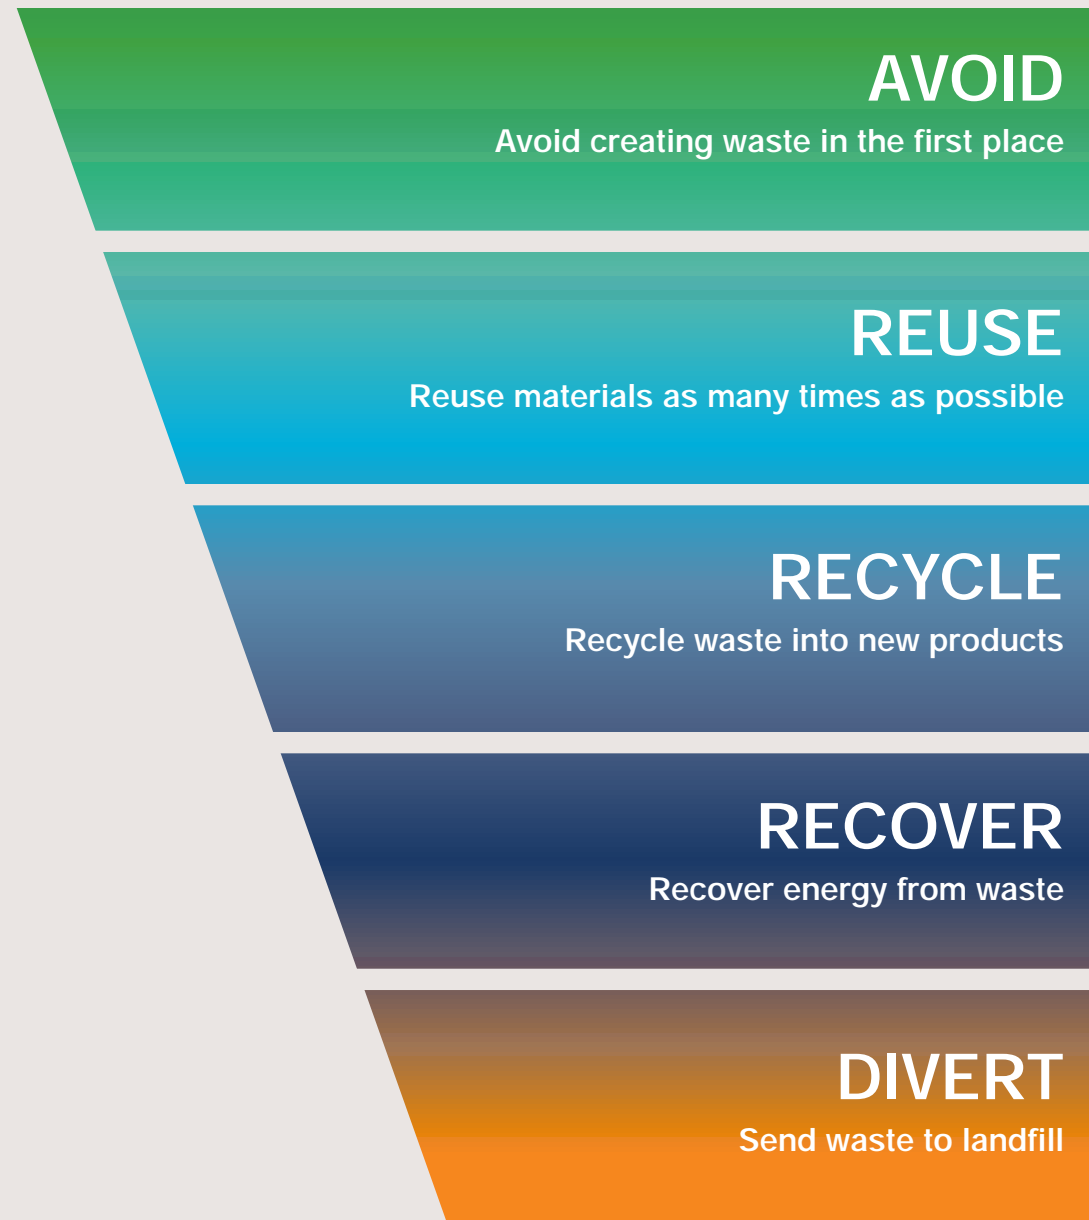 AVOID
Avoid creating waste in the first place
REUSE
Reuse materials as many times as possible
RECYCLE
Recycle waste into new products
RECOVER
Recover energy from waste
DIVERT
Send waste to landfill